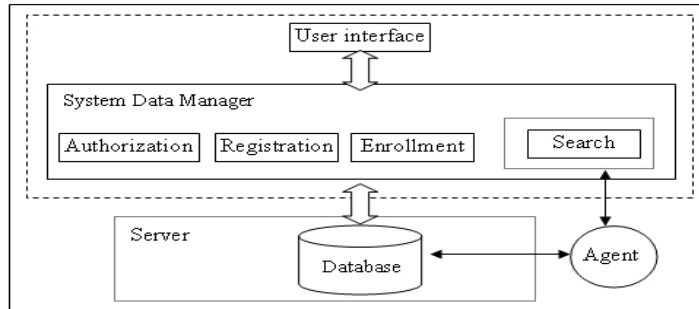 User interface
System Data Manager
Authorization
Registration
Enrollment
Search
Server
Database
Agent